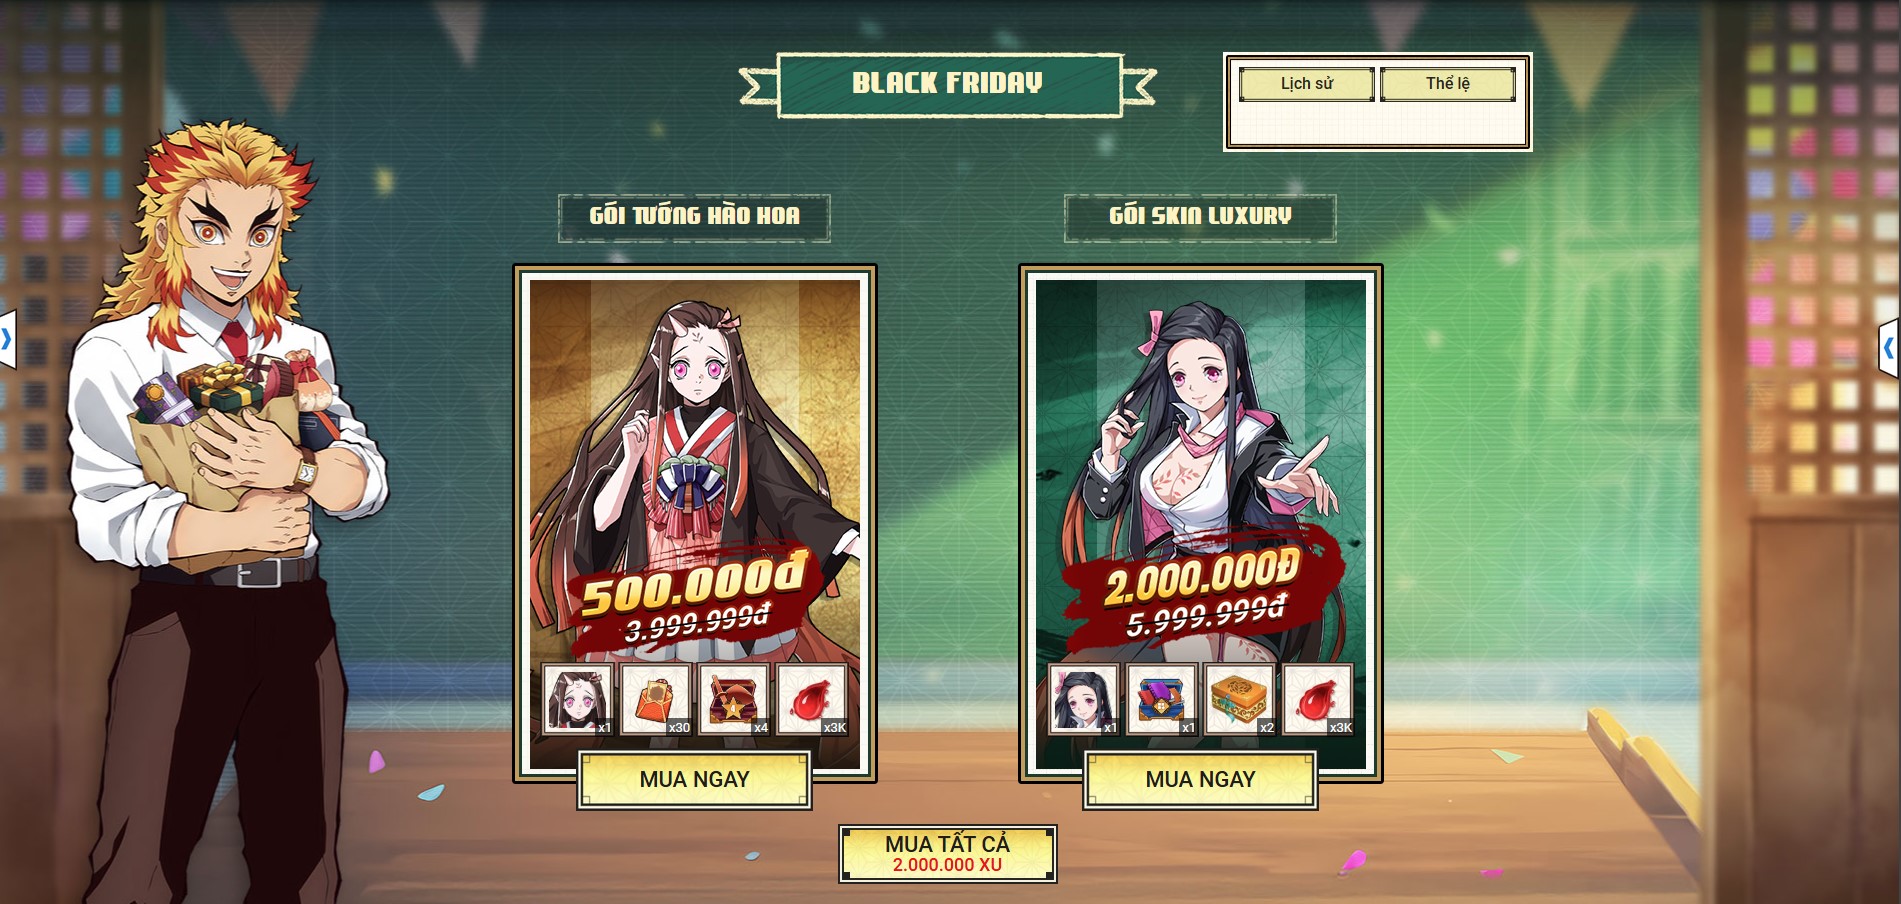 BLACK FRIDAY
Lịch sử
Thể lệ
GÓI TƯỚNG HÀO HOA
GÓI SKIN LUXURY
500.000đ
3.999.999đ
x1
x30
x4
x3K
MUA NGAY
2.000.000Đ
5.999.999đ
x1
x1
x2
x3K
MUA NGAY
MUA TẤT CẢ
2.000.000 XU